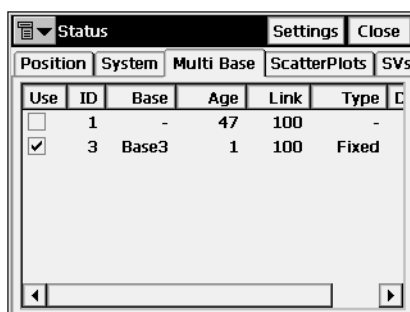 Status Settings Close
Position System Multi Base ScatterPlots SVs
Use ID Base Age Link Type D
1 - 47 100 -
3 Base3 1 100 Fixed